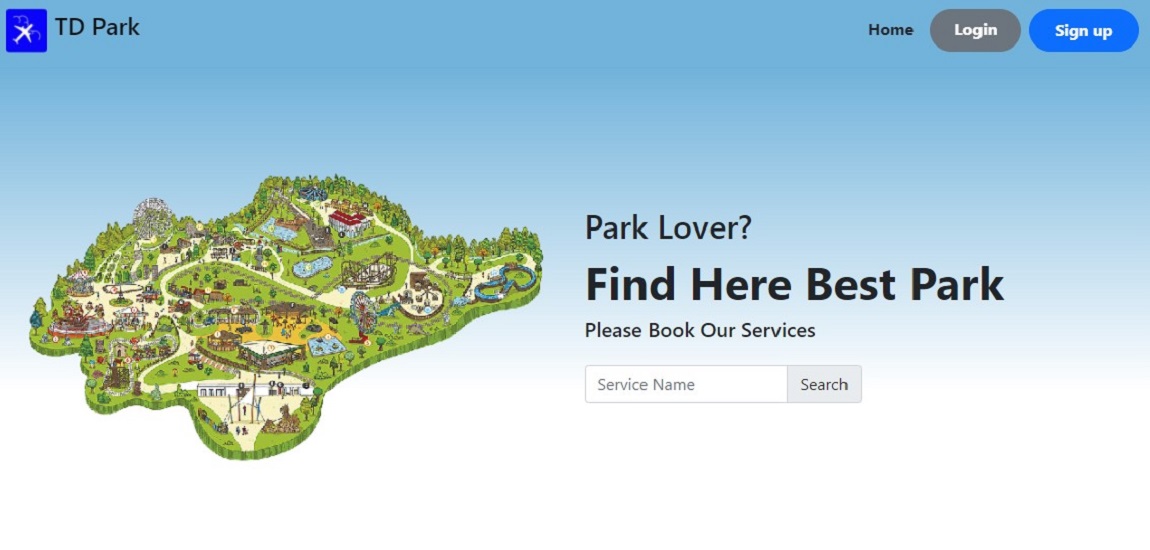 TD Park
Home
Login
Sign up
Park Lover?
Find Here Best Park
Please Book Our Services
Service Name
Search